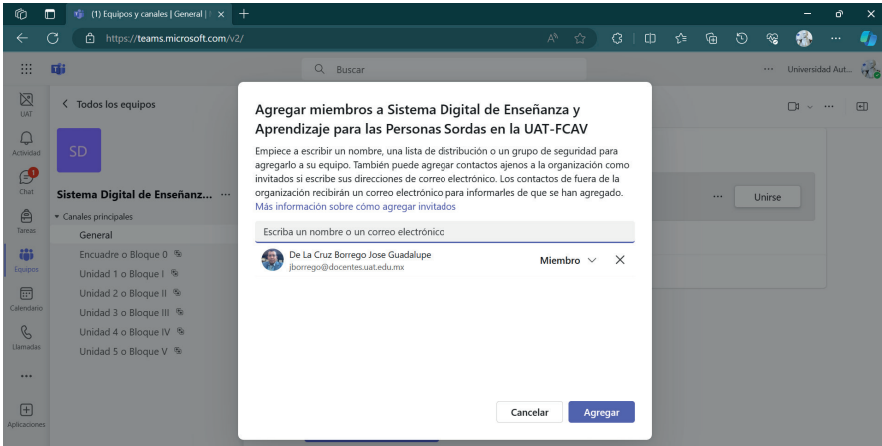 (1) Equipos y canales | General |
https://teams.microsoft.com/v2/
Buscar
Universidad Aut...
UAT
Actividad
Chat
1
Tareas
Equipos
Calendario
Llamadas
Aplicaciones
Todos los equipos
SD
Sistema Digital de Enseñanz...
Canales principales
General
Encuadre o Bloque 0
Unidad 1 o Bloque I
Unidad 2 o Bloque II
Unidad 3 o Bloque III
Unidad 4 o Bloque IV
Unidad 5 o Bloque V
Unirse
Agregar miembros a Sistema Digital de Enseñanza y
Aprendizaje para las Personas Sordas en la UAT-FCAV
Empiece a escribir un nombre, una lista de distribución o un grupo de seguridad para
agregarlo a su equipo. También puede agregar contactos ajenos a la organización como
invitados si escribe sus direcciones de correo electrónico. Los contactos de fuera de la
organización recibirán un correo electrónico para informarles de que se han agregado.
Más información sobre cómo agregar invitados
Escriba un nombre o un correo electrónico
De La Cruz Borrego Jose Guadalupe
jborrego@docentes.uat.edu.mx
Miembro
Cancelar
Agregar